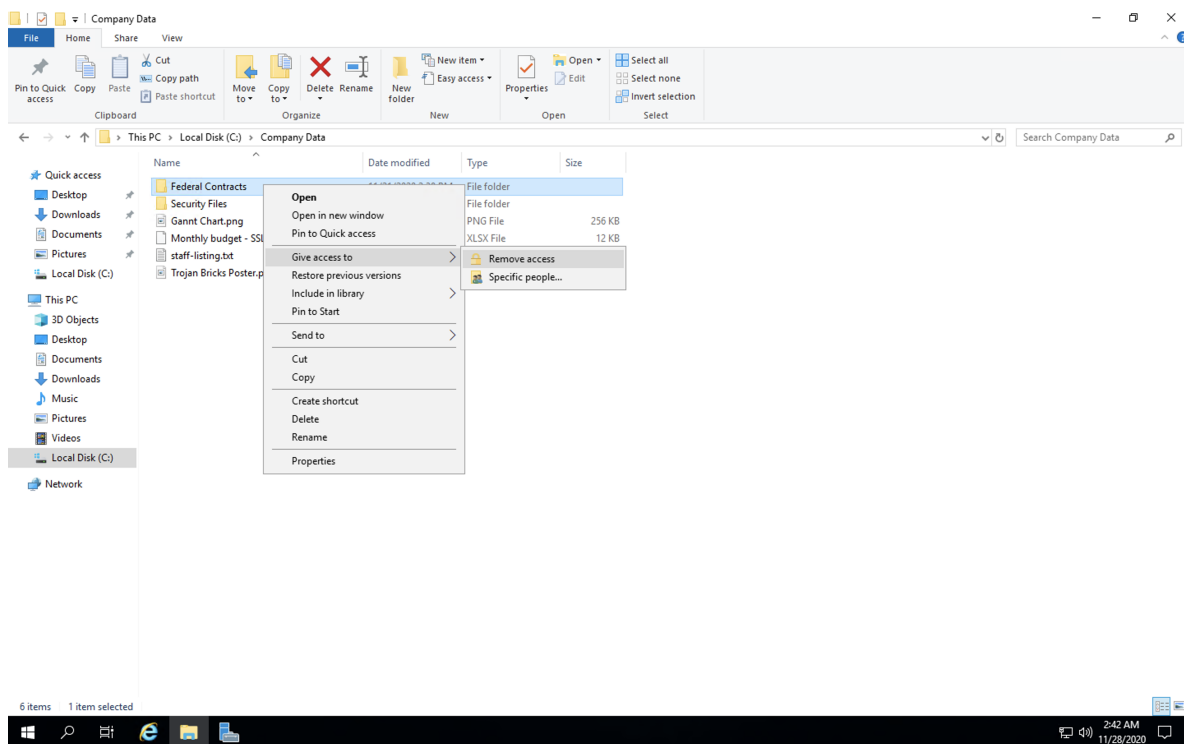 Company Data
File Home Share View
Pin to Quick access
Copy
Paste
Cut
Copy path
Paste shortcut
Clipboard
Move to
Copy to
Delete
Rename
Organize
New folder
New item
Easy access
New
Properties
Open
Edit
Open
Select all
Select none
Invert selection
Select
This PC > Local Disk (C:) > Company Data
Search Company Data
Quick access
Desktop
Downloads
Documents
Pictures
Local Disk (C:)
This PC
3D Objects
Desktop
Documents
Downloads
Music
Pictures
Videos
Local Disk (C:)
Network
Name Date modified Type Size
Federal Contracts File folder
Security Files File folder
Gannt Chart.png PNG File 256 KB
Monthly budget - SSL XLSX File 12 KB
staff-listing.txt
Trojan Bricks Poster.p
Open
Open in new window
Pin to Quick access
Give access to
Restore previous versions
Include in library
Pin to Start
Send to
Cut
Copy
Create shortcut
Delete
Rename
Properties
Remove access
Specific people...
6 items 1 item selected
2:42 AM
11/28/2020